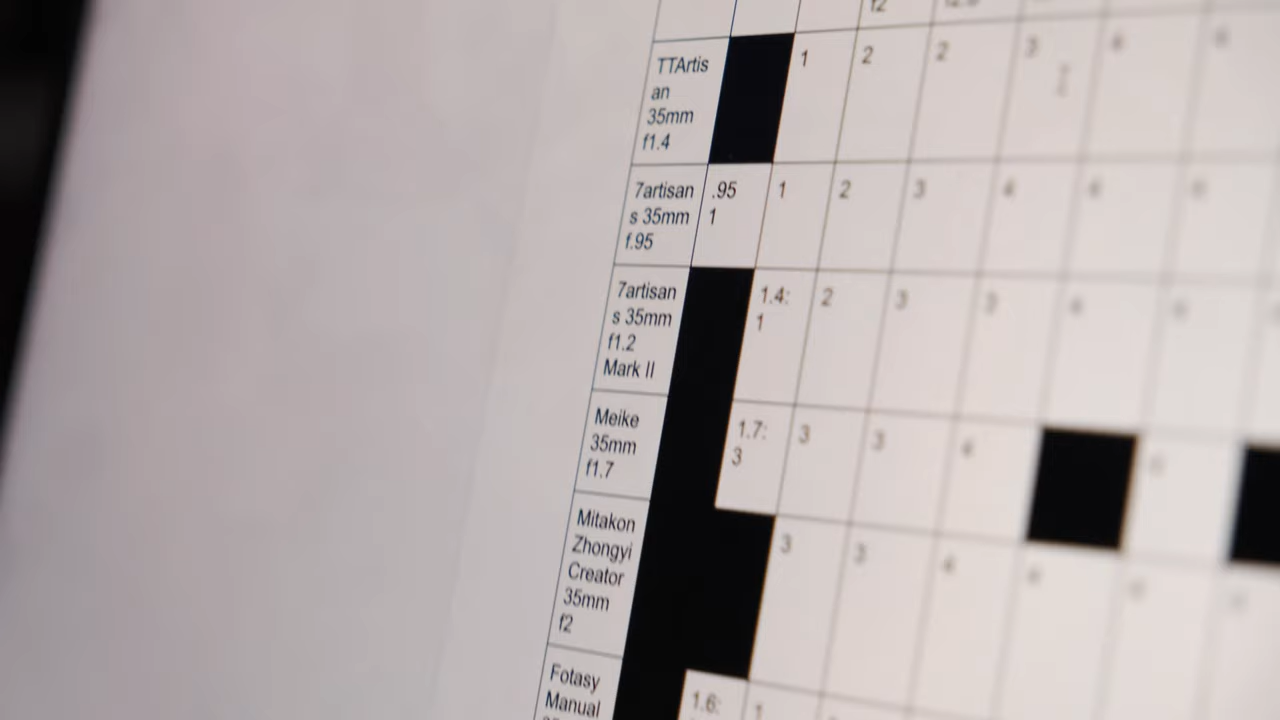 f2
TTArtis
an
35mm
f1.4
1 2 2 3 4
7artisan
s 35mm
f.95
.95
1
1 2 3 4 4
7artisan
s 35mm
f1.2
Mark II
1.4:
1
2 3 3 4
Meike
35mm
f1.7
1.7:
3
3 3 4
Mitakon
Zhongyi
Creator
35mm
f2
3 3 4
Fotasy
Manual
1.6:
1